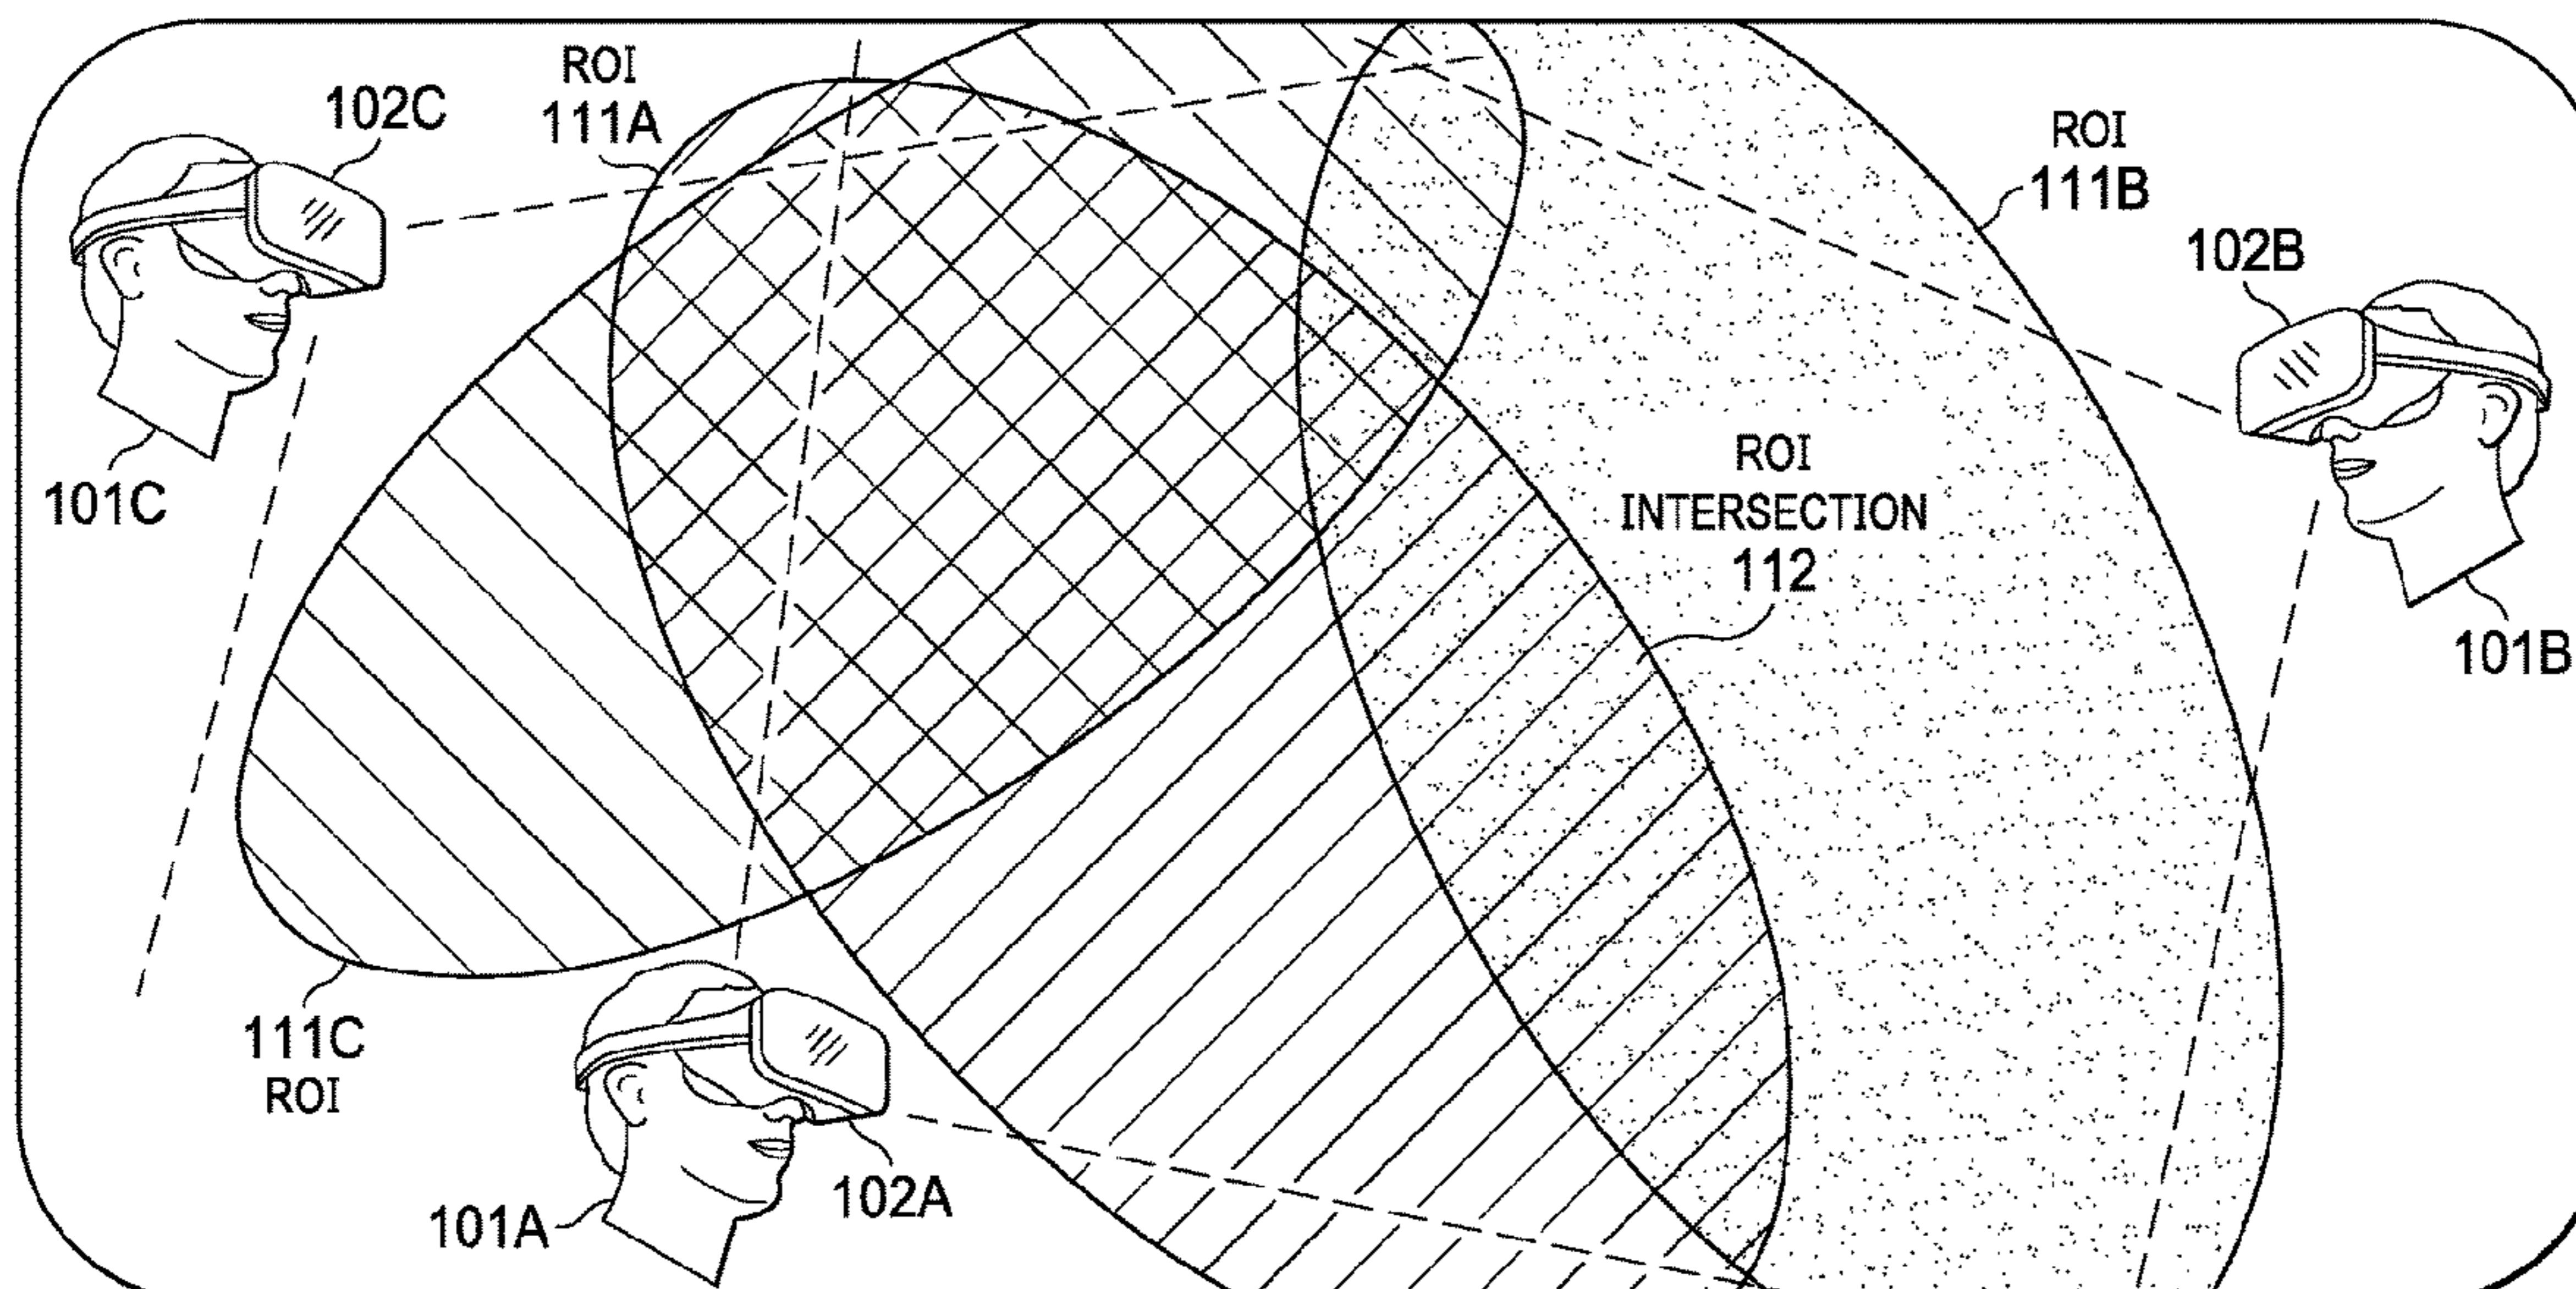 ROI
111A
102C
ROI
111B
102B
101C
ROI
INTERSECTION
112
101B
111C
ROI
102A
101A